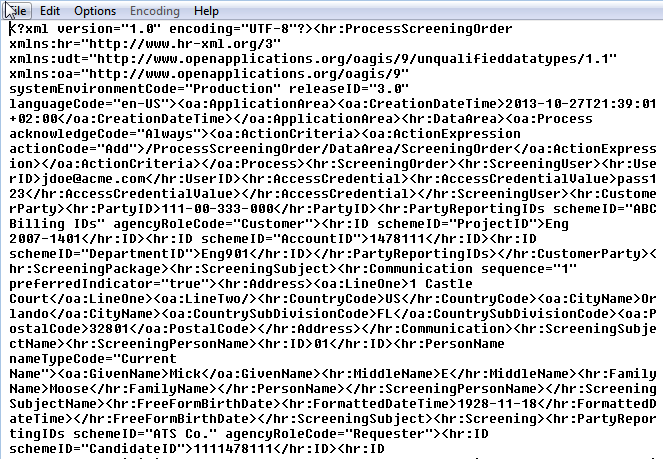 File Edit Options Encoding Help
<?xml version="1.0" encoding="UTF-8"?><hr:ProcessScreeningOrder
xmlns:hr="http://www.hr-xml.org/3"
xmlns:udt="http://www.openapplications.org/oagis/9/unqualifieddatatypes/1.1"
xmlns:oa="http://www.openapplications.org/oagis/9"
systemEnvironmentCode="Production" releaseID="3.0"
languageCode="en-US"><oa:ApplicationArea><oa:CreationDateTime>2013-10-27T21:39:01
+02:00</oa:CreationDateTime></oa:ApplicationArea><hr:DataArea><oa:Process
acknowledgeCode="Always"><oa:ActionCriteria><oa:ActionExpression
actionCode="Add">/ProcessScreeningOrder/DataArea/ScreeningOrder</oa:ActionExpress
ion></oa:ActionCriteria></oa:Process><hr:ScreeningOrder><hr:ScreeningUser><hr:Use
rID>jdoe@acme.com</hr:UserID><hr:AccessCredential><hr:AccessCredentialValue>pass1
23</hr:AccessCredentialValue></hr:AccessCredential></hr:ScreeningUser><hr:Custome
rParty><hr:PartyID>111-00-333-000</hr:PartyID><hr:PartyReportingIDs schemeID="ABC
Billing IDs" agencyRoleCode="Customer"><hr:ID schemeID="ProjectID">Eng
2007-1401</hr:ID><hr:ID schemeID="AccountID">1478111</hr:ID><hr:ID
schemeID="DepartmentID">Eng901</hr:ID></hr:PartyReportingIDs></hr:CustomerParty><
hr:ScreeningPackage><hr:ScreeningSubject><hr:Communication sequence="1"
preferredIndicator="true"><hr:Address><oa:LineOne>1 Castle
Court</oa:LineOne><oa:LineTwo/><hr:CountryCode>US</hr:CountryCode><oa:CityName>Or
lando</oa:CityName><oa:CountrySubDivisionCode>FL</oa:CountrySubDivisionCode><oa:P
ostalCode>32801</oa:PostalCode></hr:Address></hr:Communication><hr:ScreeningSubje
ctName><hr:ScreeningPersonName><hr:ID>01</hr:ID><hr:PersonName
nameTypeCode="Current
Name"><oa:GivenName>Mick</oa:GivenName><hr:MiddleName>E</hr:MiddleName><hr:Family
Name>Moose</hr:FamilyName></hr:PersonName></hr:ScreeningPersonName></hr:Screening
SubjectName><hr:FreeFormBirthDate><hr:FormattedDateTime>1928-11-18</hr:FormattedD
ateTime></hr:FreeFormBirthDate></hr:ScreeningSubject><hr:Screening><hr:PartyRepor
tingIDs schemeID="ATS Co." agencyRoleCode="Requester"><hr:ID
schemeID="CandidateID">1111478111</hr:ID><hr:ID